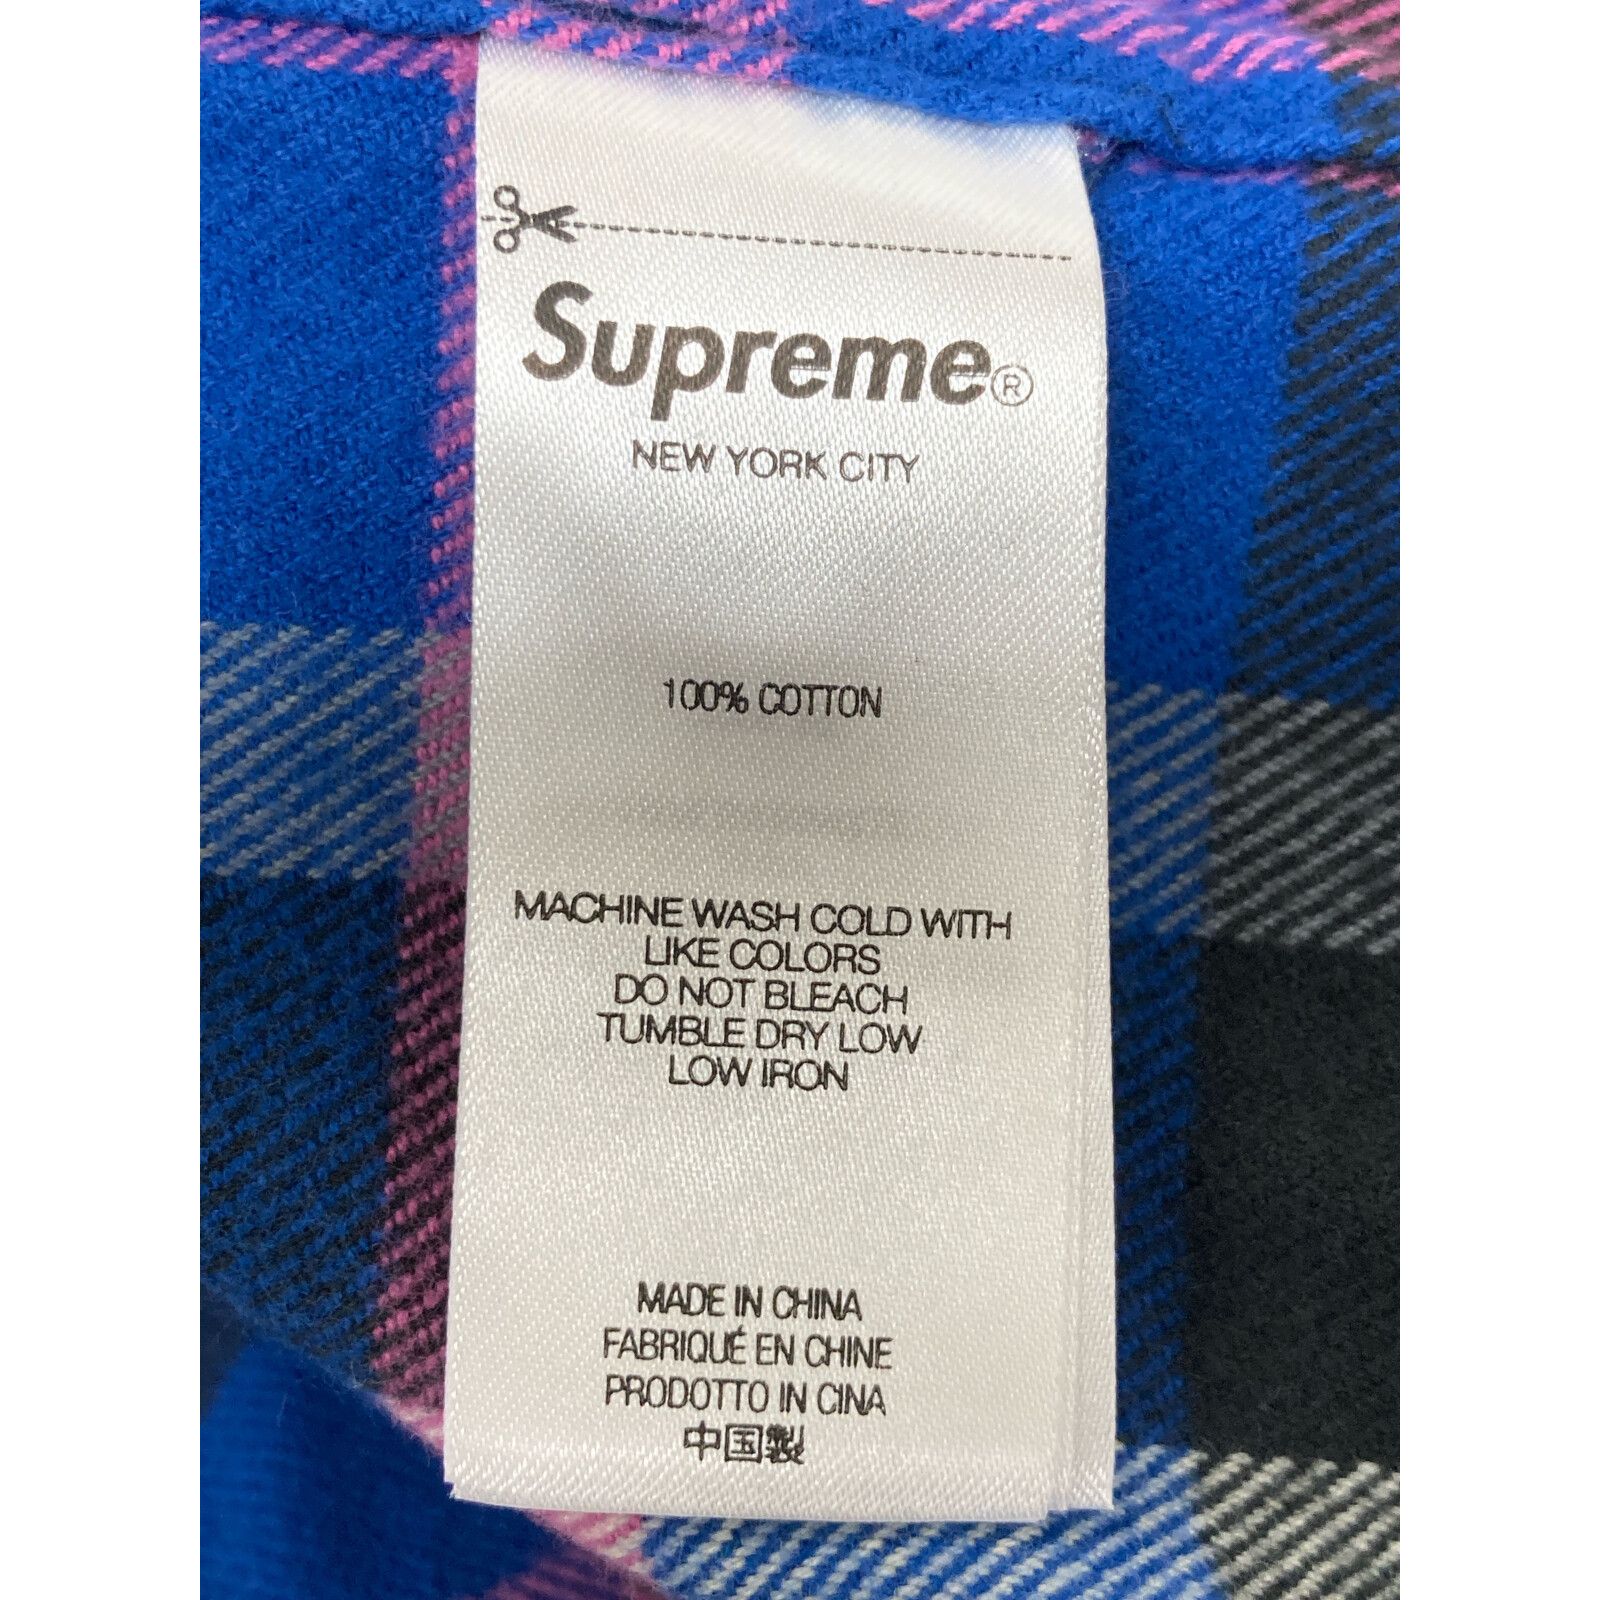 Supreme®
NEW YORK CITY
100% COTTON
MACHINE WASH COLD WITH
LIKE COLORS
DO NOT BLEACH
TUMBLE DRY LOW
LOW IRON
MADE IN CHINA
FABRIQUÉ EN CHINE
PRODOTTO IN CINA
中国製